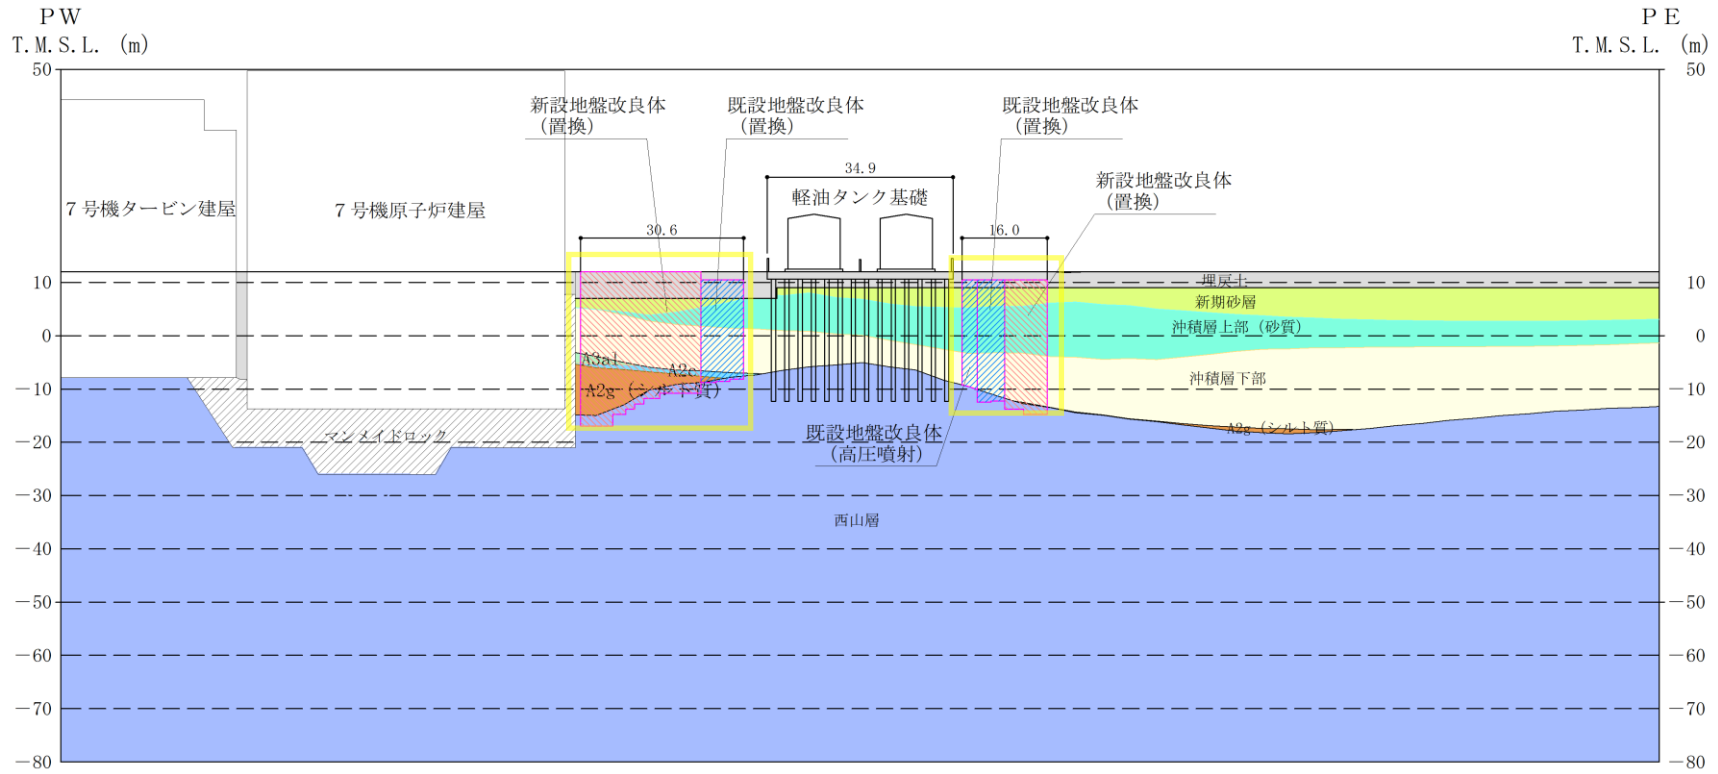 PW
T.M.S.L. (m)
PE
T.M.S.L. (m)
50
50
新設地盤改良体
(置換)
既設地盤改良体
(置換)
既設地盤改良体
(置換)
34.9
新設地盤改良体
(置換)
軽油タンク基礎
7号機タービン建屋
7号機原子炉建屋
30.6
16.0
10
埋戻土
10
新期砂層
沖積層上部(砂質)
0
0
A3al
A2c
沖積層下部
-10
A2g(シルト質)
-10
マンメイドロック
既設地盤改良体
(高圧噴射)
A2g(シルト質)
-20
-20
-30
-30
西山層
-40
-40
-50
-50
-60
-60
-70
-70
-80
-80